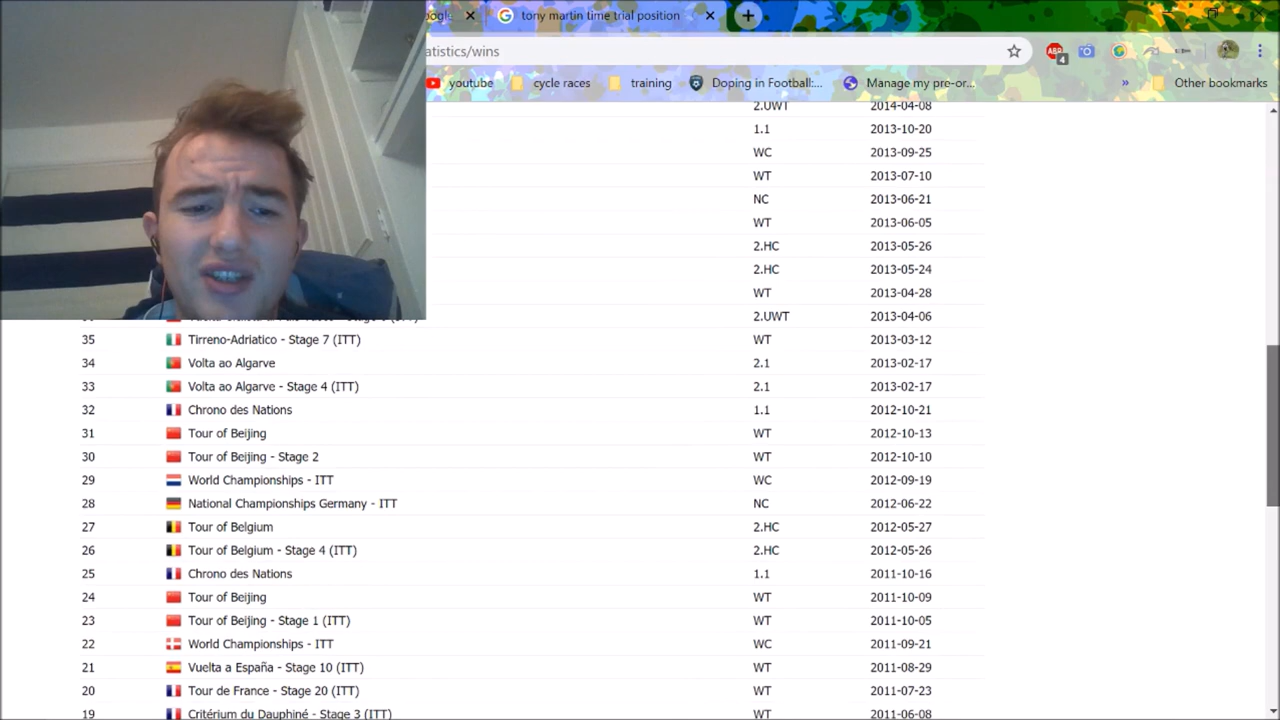 ogle tony martin time trial position
atistics/wins
ABP 4
youtube cycle races training Doping in Football:... Manage my pre-or... » Other bookmarks
2.UWT 2014-04-08
1.1 2013-10-20
WC 2013-09-25
WT 2013-07-10
NC 2013-06-21
WT 2013-06-05
2.HC 2013-05-26
2.HC 2013-05-24
WT 2013-04-28
2.UWT 2013-04-06
35 Tirreno-Adriatico - Stage 7 (ITT) WT 2013-03-12
34 Volta ao Algarve 2.1 2013-02-17
33 Volta ao Algarve - Stage 4 (ITT) 2.1 2013-02-17
32 Chrono des Nations 1.1 2012-10-21
31 Tour of Beijing WT 2012-10-13
30 Tour of Beijing - Stage 2 WT 2012-10-10
29 World Championships - ITT WC 2012-09-19
28 National Championships Germany - ITT NC 2012-06-22
27 Tour of Belgium 2.HC 2012-05-27
26 Tour of Belgium - Stage 4 (ITT) 2.HC 2012-05-26
25 Chrono des Nations 1.1 2011-10-16
24 Tour of Beijing WT 2011-10-09
23 Tour of Beijing - Stage 1 (ITT) WT 2011-10-05
22 World Championships - ITT WC 2011-09-21
21 Vuelta a España - Stage 10 (ITT) WT 2011-08-29
20 Tour de France - Stage 20 (ITT) WT 2011-07-23
19 Critérium du Dauphiné - Stage 3 (ITT) WT 2011-06-08